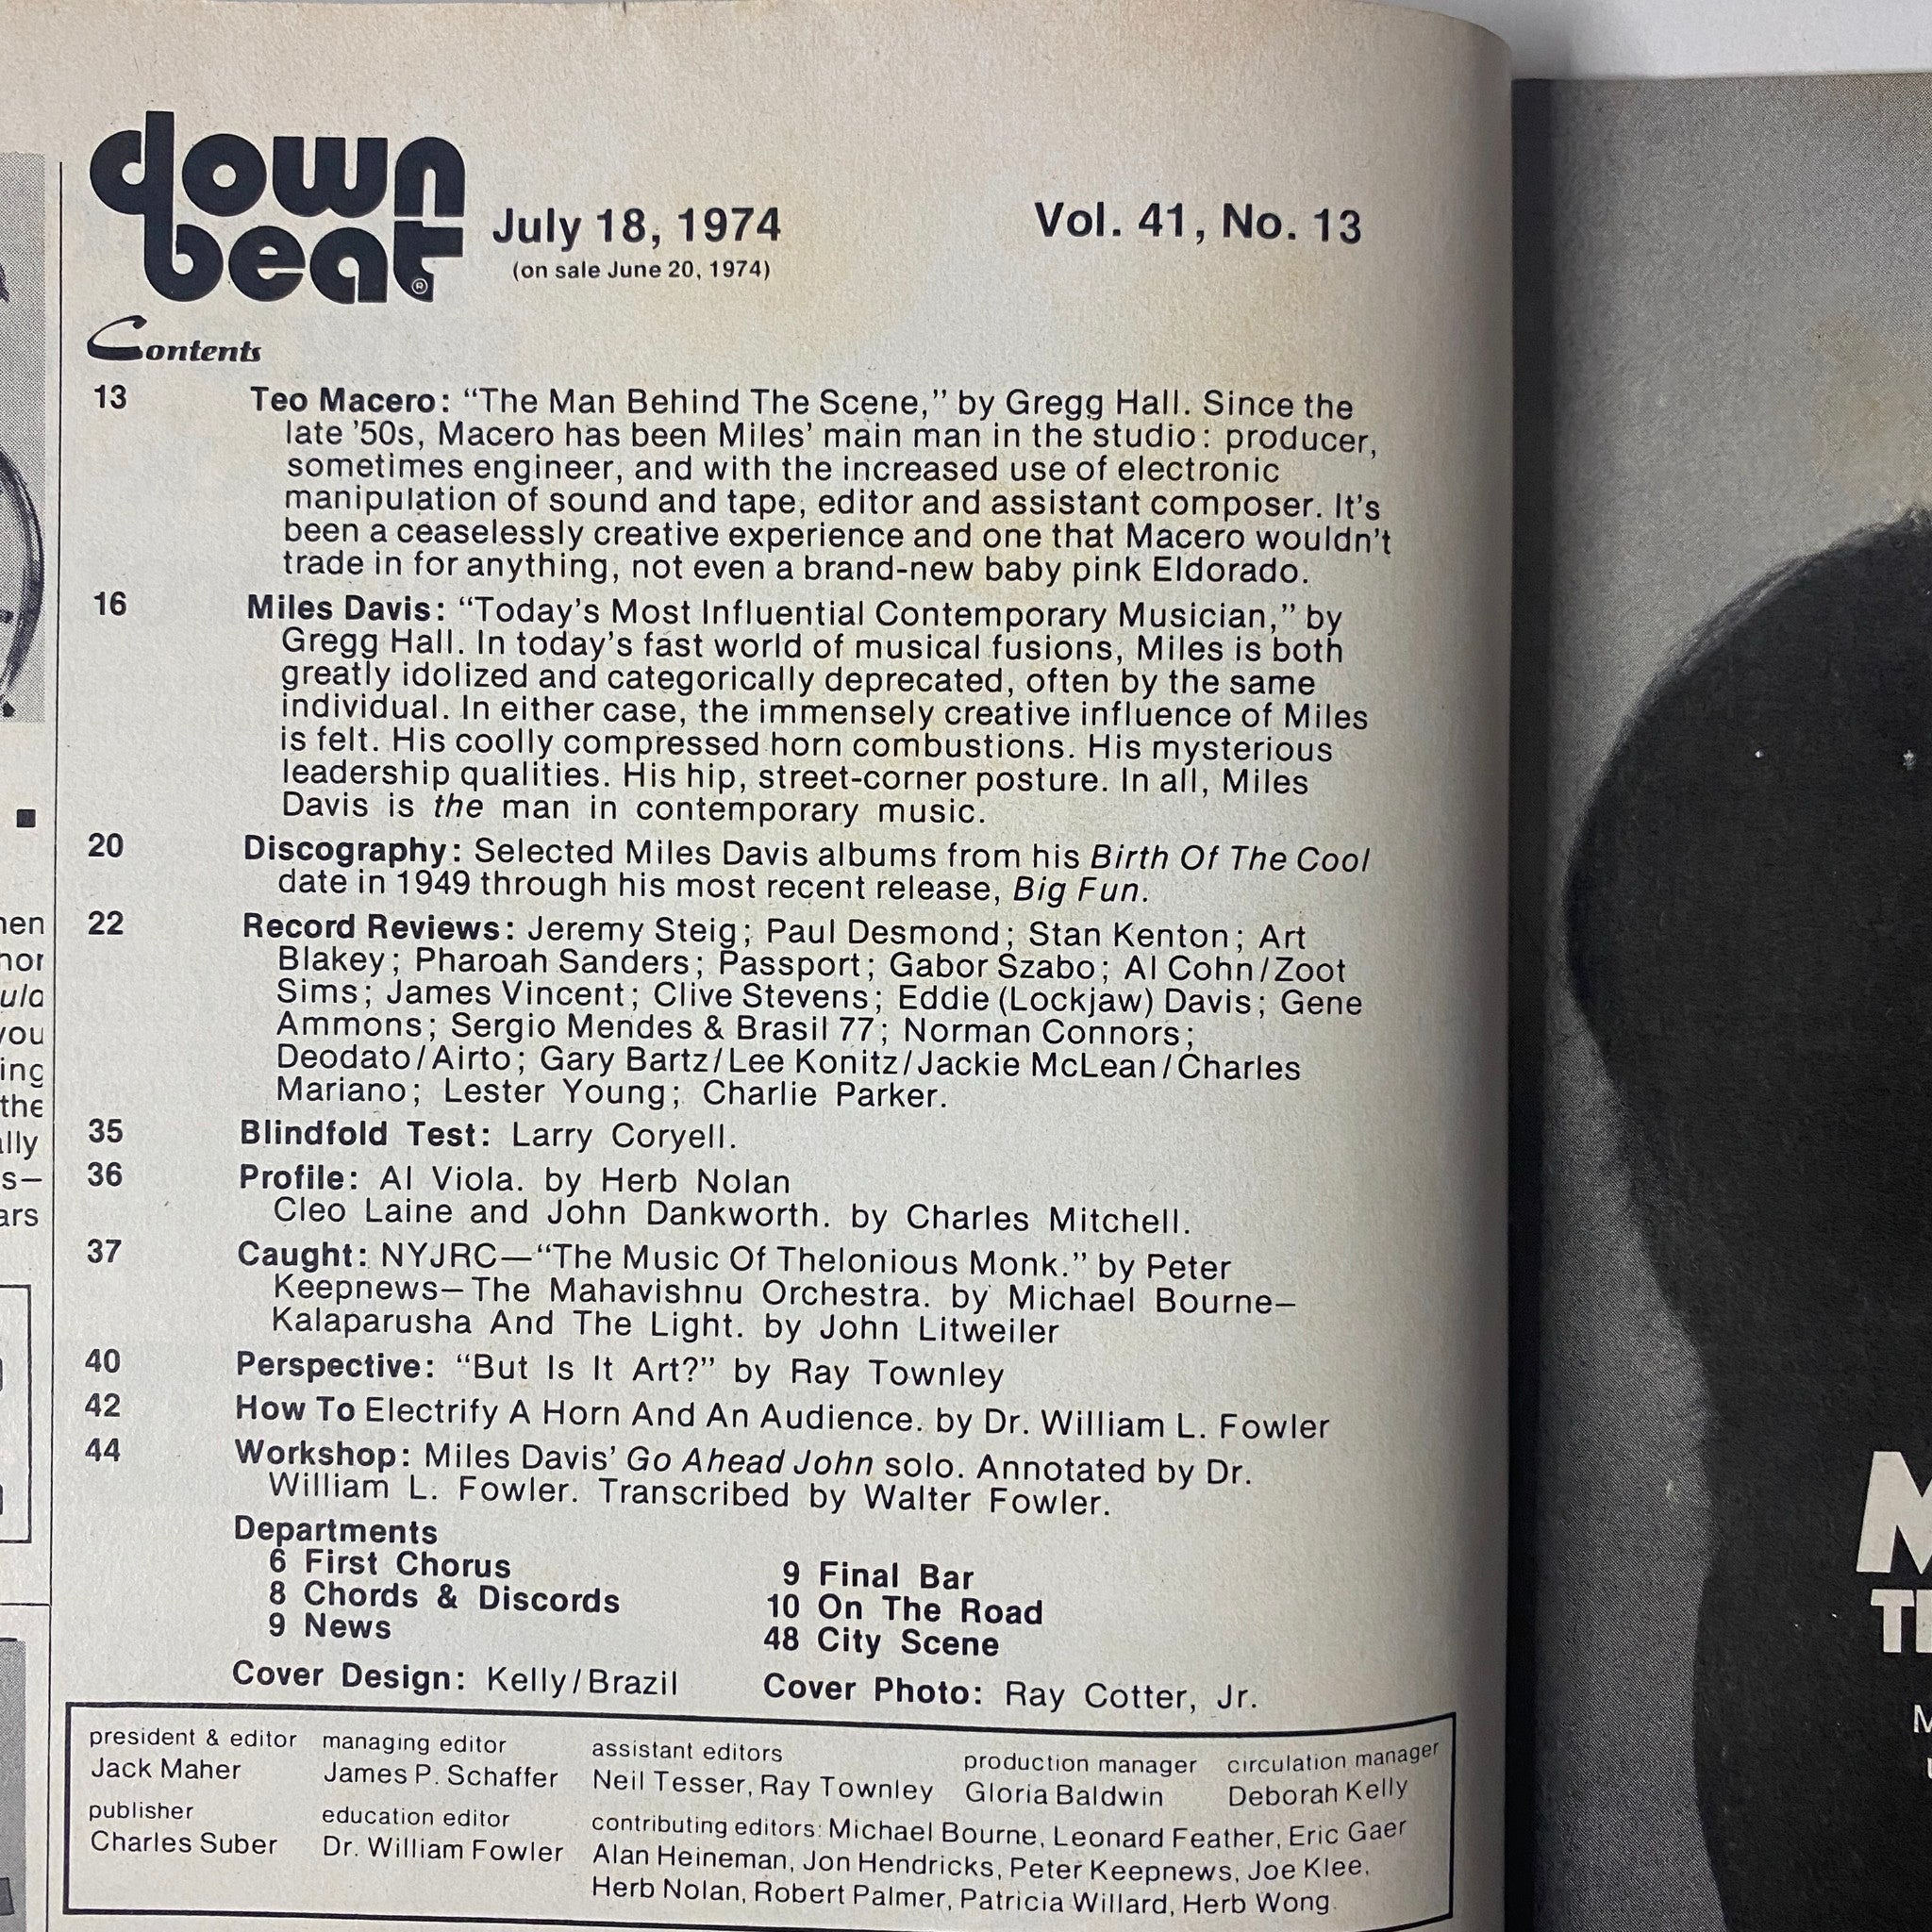 down
beat®
July 18, 1974
(on sale June 20, 1974)
Vol. 41, No. 13
Contents
13 Teo Macero: “The Man Behind The Scene,” by Gregg Hall. Since the
late ’50s, Macero has been Miles’ main man in the studio: producer,
sometimes engineer, and with the increased use of electronic
manipulation of sound and tape, editor and assistant composer. It’s
been a ceaselessly creative experience and one that Macero wouldn’t
trade in for anything, not even a brand-new baby pink Eldorado.
16 Miles Davis: “Today’s Most Influential Contemporary Musician,” by
Gregg Hall. In today’s fast world of musical fusions, Miles is both
greatly idolized and categorically deprecated, often by the same
individual. In either case, the immensely creative influence of Miles
is felt. His coolly compressed horn combustions. His mysterious
leadership qualities. His hip, street-corner posture. In all, Miles
Davis is the man in contemporary music.
20 Discography: Selected Miles Davis albums from his Birth Of The Cool
date in 1949 through his most recent release, Big Fun.
22 Record Reviews: Jeremy Steig; Paul Desmond; Stan Kenton; Art
Blakey; Pharoah Sanders; Passport; Gabor Szabo; Al Cohn/Zoot
Sims; James Vincent; Clive Stevens; Eddie (Lockjaw) Davis; Gene
Ammons; Sergio Mendes & Brasil 77; Norman Connors;
Deodato/Airto; Gary Bartz/Lee Konitz/Jackie McLean/Charles
Mariano; Lester Young; Charlie Parker.
35 Blindfold Test: Larry Coryell.
36 Profile: Al Viola. by Herb Nolan
Cleo Laine and John Dankworth. by Charles Mitchell.
37 Caught: NYJRC—“The Music Of Thelonious Monk.” by Peter
Keepnews—The Mahavishnu Orchestra. by Michael Bourne—
Kalaparusha And The Light. by John Litweiler
40 Perspective: “But Is It Art?” by Ray Townley
42 How To Electrify A Horn And An Audience. by Dr. William L. Fowler
44 Workshop: Miles Davis’ Go Ahead John solo. Annotated by Dr.
William L. Fowler. Transcribed by Walter Fowler.
Departments
6 First Chorus
8 Chords & Discords
9 News
9 Final Bar
10 On The Road
48 City Scene
Cover Design: Kelly/Brazil
Cover Photo: Ray Cotter, Jr.
president & editor
Jack Maher
publisher
Charles Suber
managing editor
James P. Schaffer
education editor
Dr. William Fowler
assistant editors
Neil Tesser, Ray Townley
production manager
Gloria Baldwin
circulation manager
Deborah Kelly
contributing editors: Michael Bourne, Leonard Feather, Eric Gaer
Alan Heineman, Jon Hendricks, Peter Keepnews, Joe Klee,
Herb Nolan, Robert Palmer, Patricia Willard, Herb Wong.